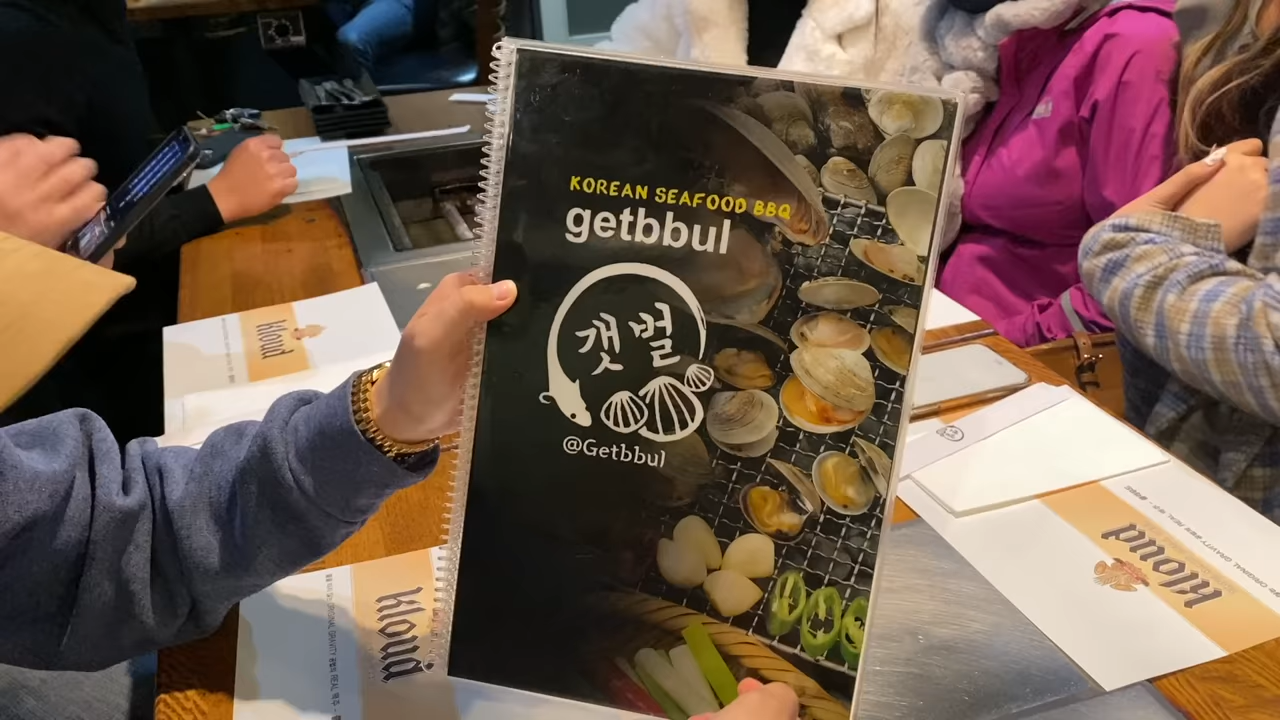 KOREAN SEAFOOD BBQ
getbbul
갯벌
@Getbbul
kloud
kloud
kloud